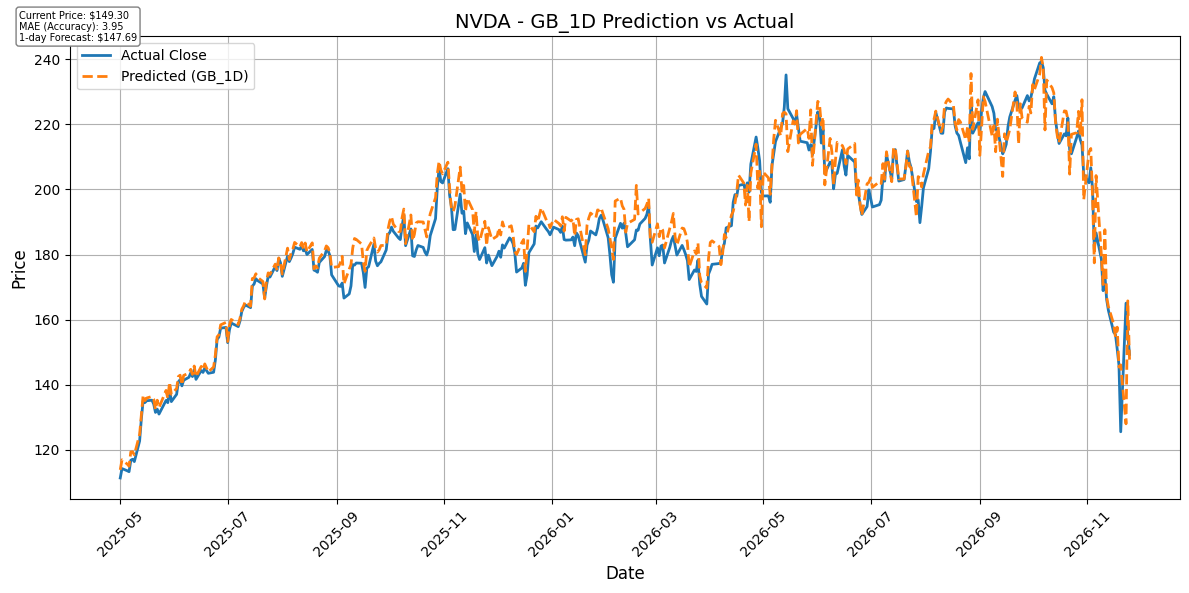 NVDA - GB_1D Prediction vs Actual
Current Price: $149.30
MAE (Accuracy): 3.95
1-day Forecast: $147.69
Actual Close
Predicted (GB_1D)
Price
240
220
200
180
160
140
120
2025-05
2025-07
2025-09
2025-11
2026-01
2026-03
2026-05
2026-07
2026-09
2026-11
Date